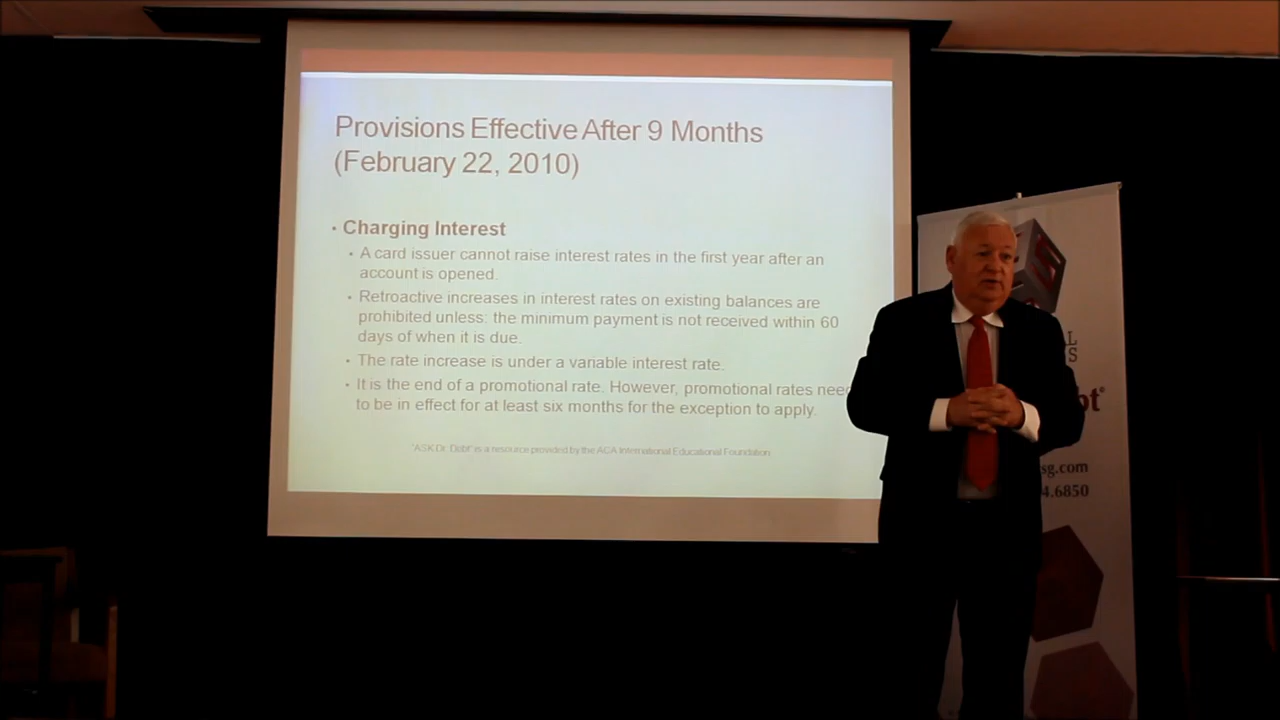 Provisions Effective After 9 Months
(February 22, 2010)
• Charging Interest
• A card issuer cannot raise interest rates in the first year after an
account is opened.
• Retroactive increases in interest rates on existing balances are
prohibited unless: the minimum payment is not received within 60
days of when it is due.
• The rate increase is under a variable interest rate.
• It is the end of a promotional rate. However, promotional rates nee
to be in effect for at least six months for the exception to apply.
"ASK Dr. Debt" is a resource provided by the ACA International Educational Foundation
L
S
bt®
sg.com
4.6850